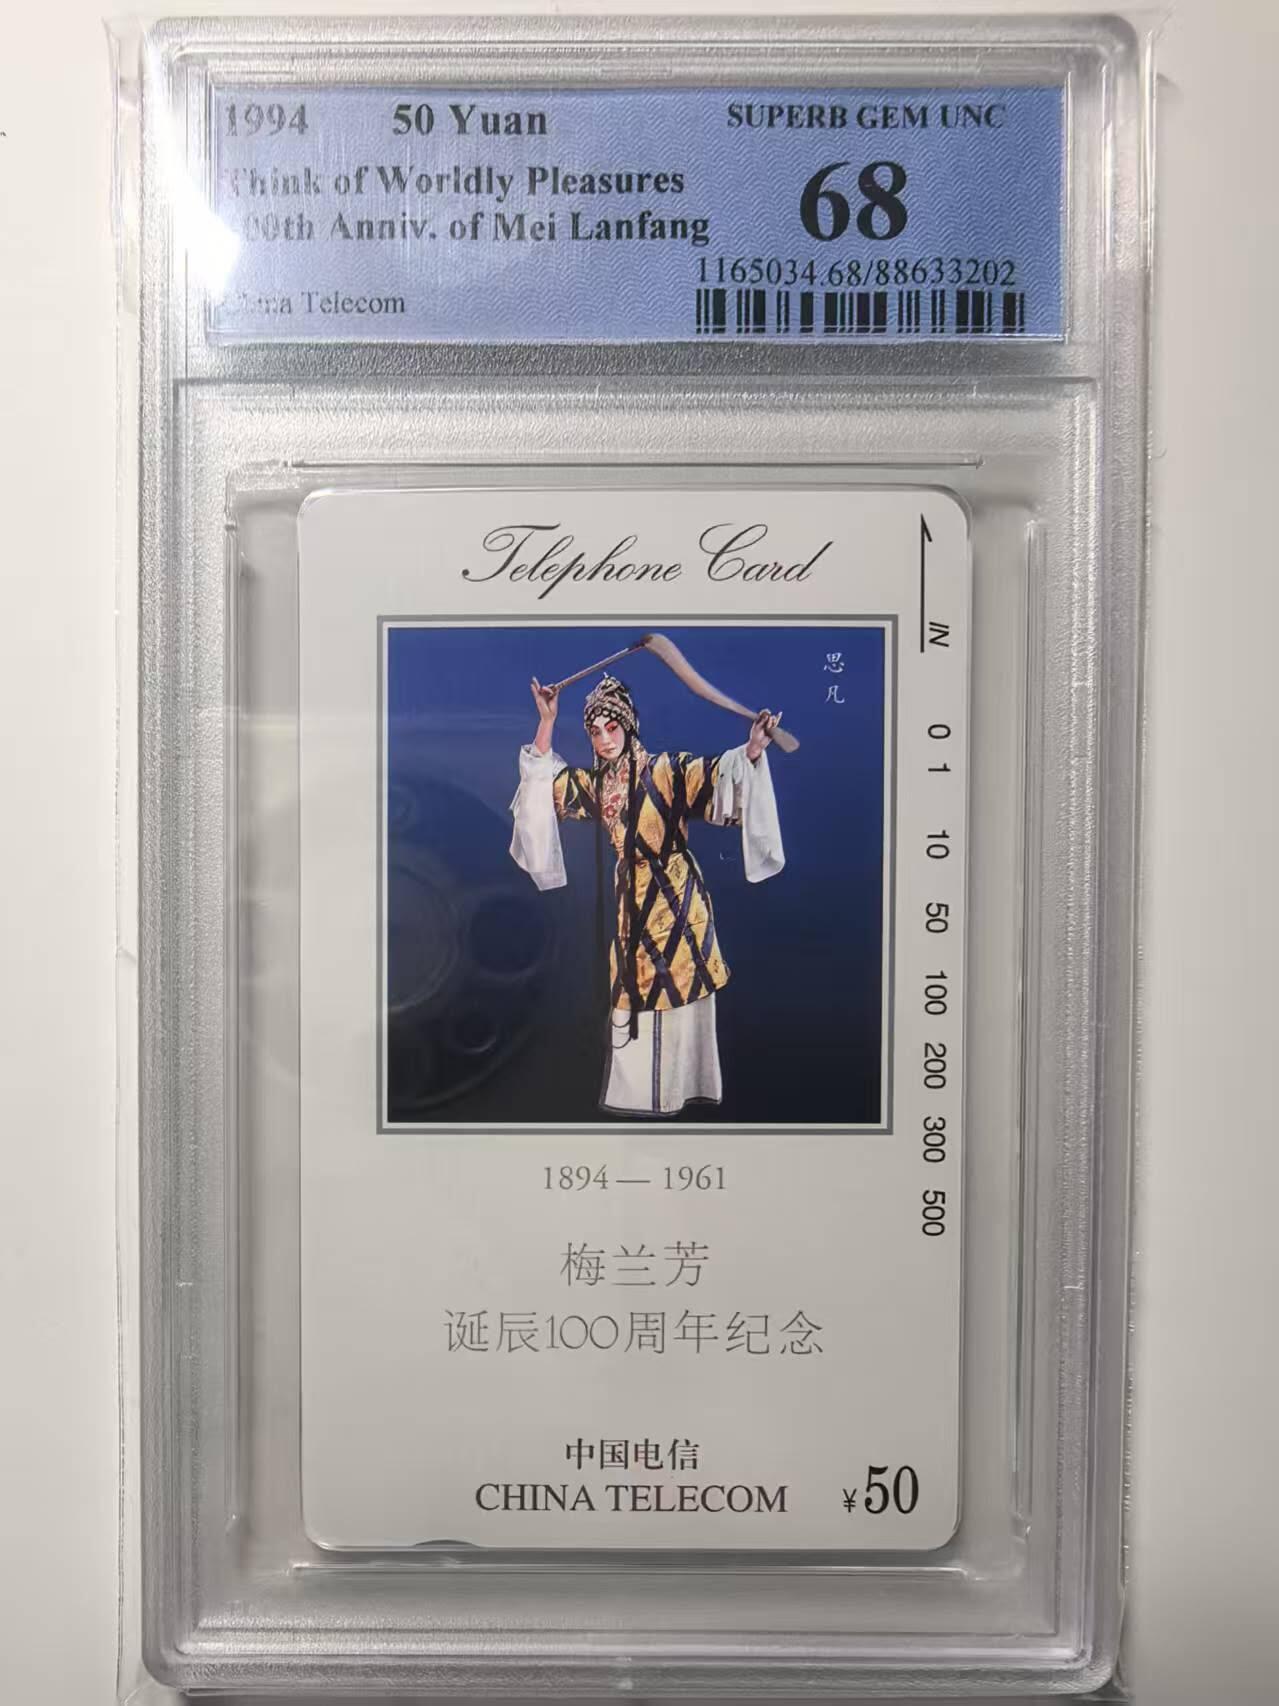 1994 50 Yuan
SUPERB GEM UNC
Think of Worldly Pleasures
68
00th Anniv. of Mei Lanfang
1165034.68/88633202
China Telecom
Telephone Card
思
凡
IN
0 1 10 50 100 200 300 500
1894—1961
梅兰芳
诞辰100周年纪念
中国电信
CHINA TELECOM
¥50